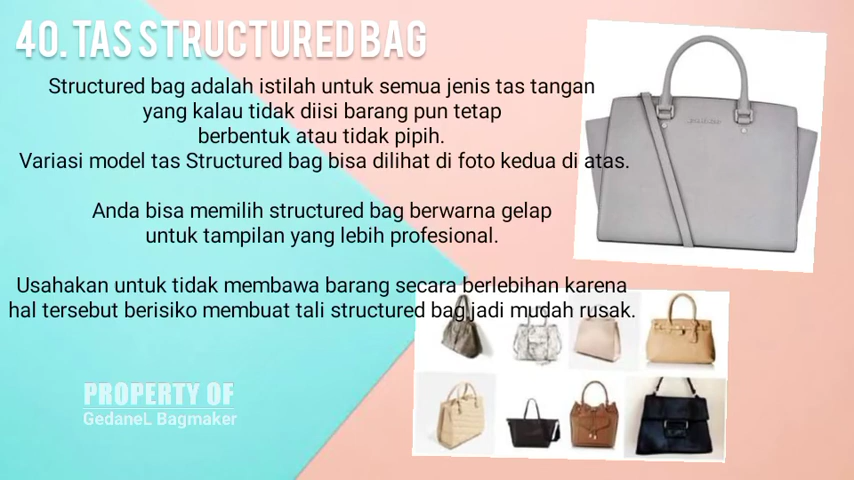 40. TAS STRUCTURED BAG
Structured bag adalah istilah untuk semua jenis tas tangan
yang kalau tidak diisi barang pun tetap
berbentuk atau tidak pipih.
Variasi model tas Structured bag bisa dilihat di foto kedua di atas.
Anda bisa memilih structured bag berwarna gelap
untuk tampilan yang lebih profesional.
Usahakan untuk tidak membawa barang secara berlebihan karena
hal tersebut berisiko membuat tali structured bag jadi mudah rusak.
PROPERTY OF
GedaneL Bagmaker